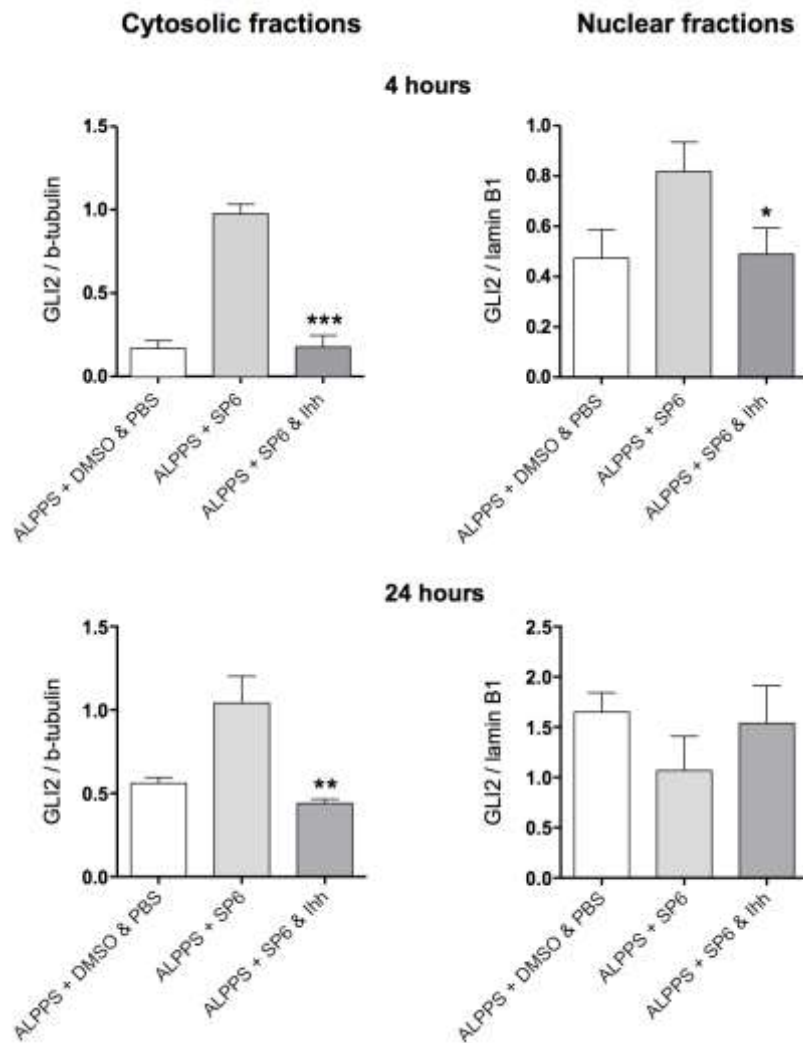 Cytosolic fractions
Nuclear fractions
4 hours
GLI2 / b-tubulin
1.5
1.0
0.5
0.0
***
ALPPS + DMSO & PBS
ALPPS + SP6
ALPPS + SP6 & Ihh
GLI2 / lamin B1
1.0
0.8
0.6
0.4
0.2
0.0
*
ALPPS + DMSO & PBS
ALPPS + SP6
ALPPS + SP6 & Ihh
24 hours
GLI2 / b-tubulin
1.5
1.0
0.5
0.0
**
ALPPS + DMSO & PBS
ALPPS + SP6
ALPPS + SP6 & Ihh
GLI2 / lamin B1
2.5
2.0
1.5
1.0
0.5
0.0
ALPPS + DMSO & PBS
ALPPS + SP6
ALPPS + SP6 & Ihh